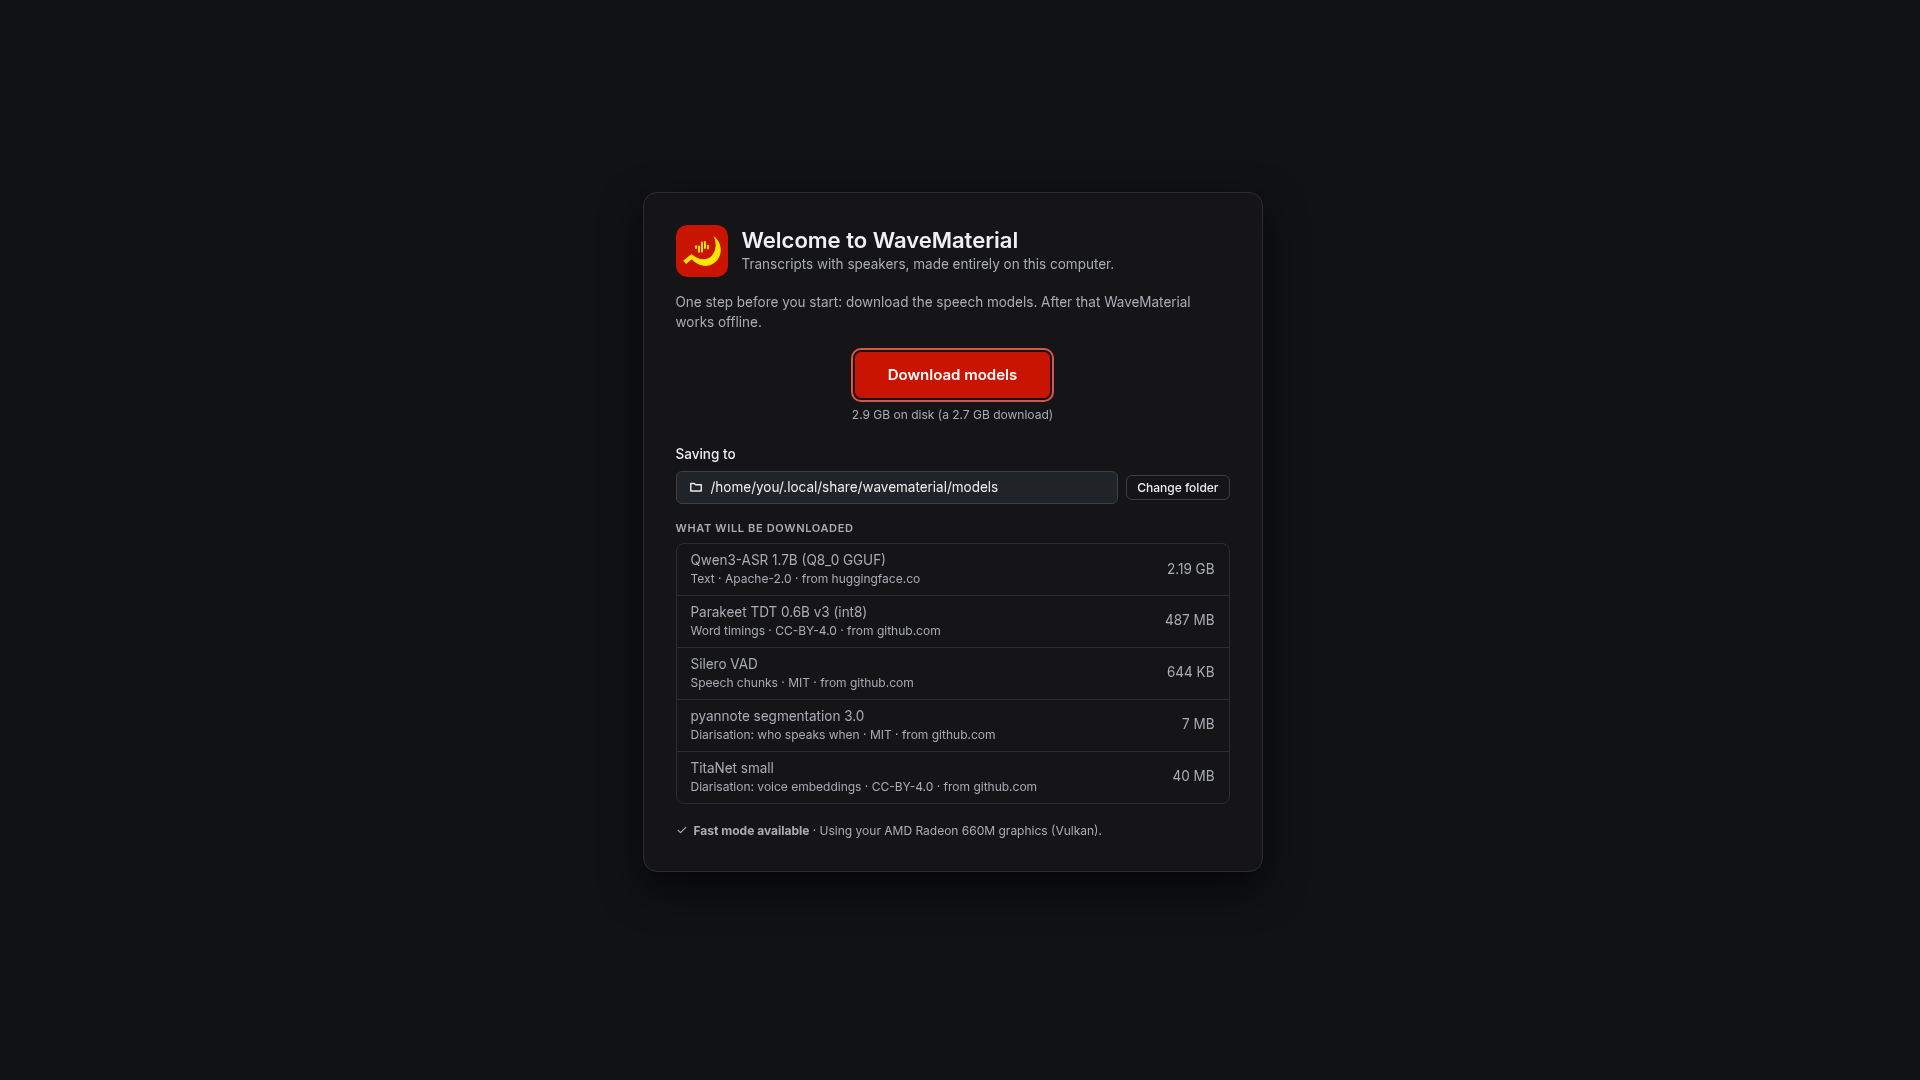 Welcome to WaveMaterial
Transcripts with speakers, made entirely on this computer.
One step before you start: download the speech models. After that WaveMaterial
works offline.
Download models
2.9 GB on disk (a 2.7 GB download)
Saving to
/home/you/.local/share/wavematerial/models
Change folder
WHAT WILL BE DOWNLOADED
Qwen3-ASR 1.7B (Q8_0 GGUF)
Text · Apache-2.0 · from huggingface.co
2.19 GB
Parakeet TDT 0.6B v3 (int8)
Word timings · CC-BY-4.0 · from github.com
487 MB
Silero VAD
Speech chunks · MIT · from github.com
644 KB
pyannote segmentation 3.0
Diarisation: who speaks when · MIT · from github.com
7 MB
TitaNet small
Diarisation: voice embeddings · CC-BY-4.0 · from github.com
40 MB
Fast mode available · Using your AMD Radeon 660M graphics (Vulkan).